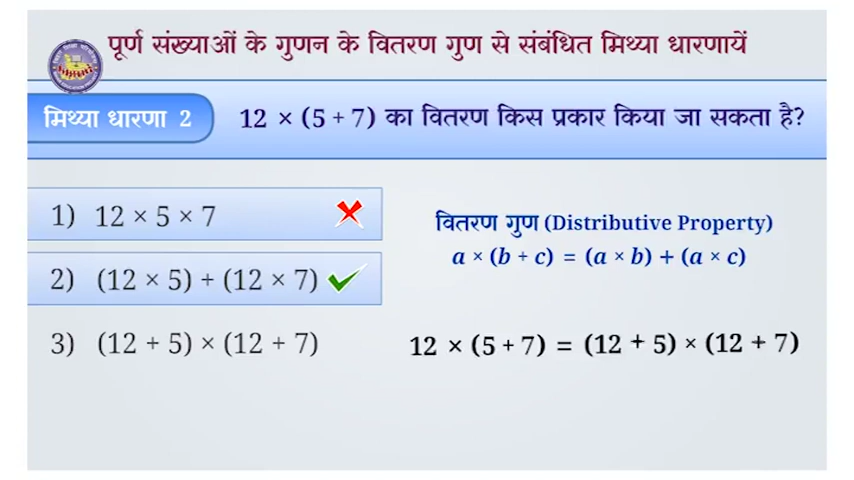 पूर्ण संख्याओं के गुणन के वितरण गुण से संबंधित मिथ्या धारणायें
मिथ्या धारणा 2
12 × (5 + 7) का वितरण किस प्रकार किया जा सकता है?
1) 12 × 5 × 7
2) (12 × 5) + (12 × 7)
3) (12 + 5) × (12 + 7)
वितरण गुण (Distributive Property)
a × (b + c) = (a × b) + (a × c)
12 × (5 + 7) = (12 + 5) × (12 + 7)